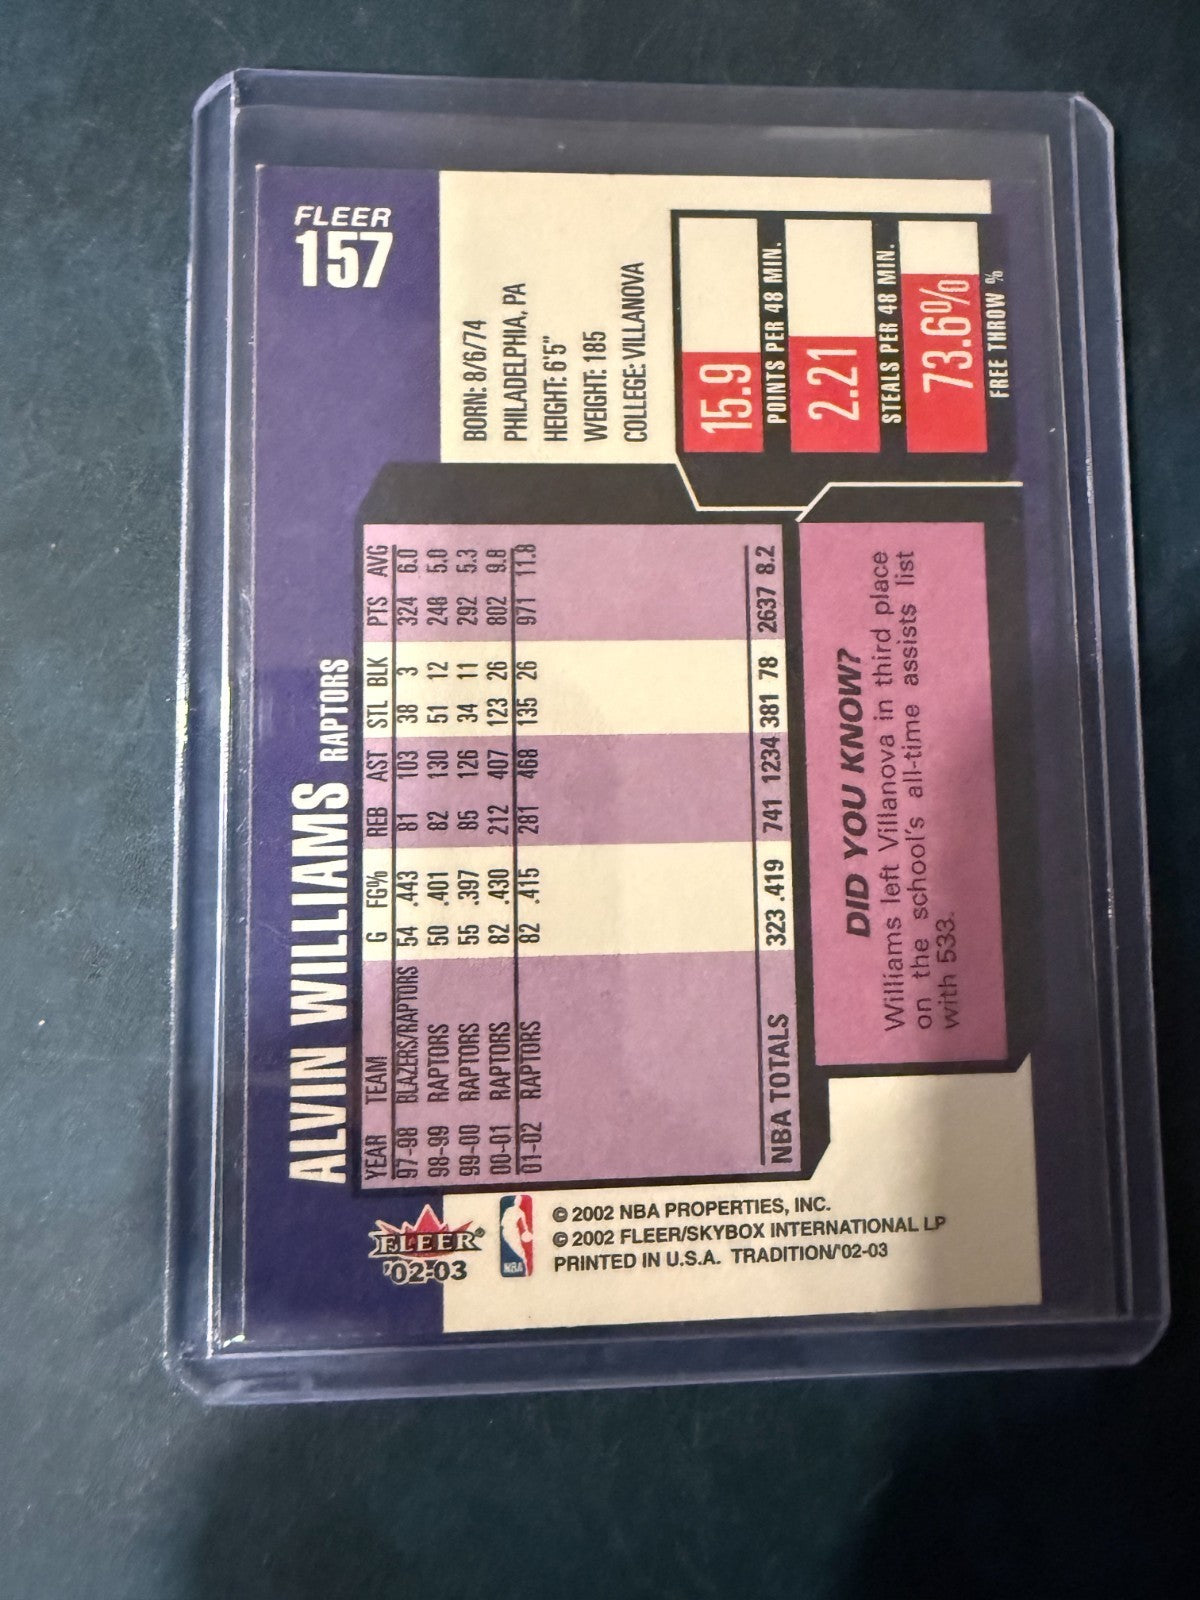 FLEER
157
ALVIN WILLIAMS RAPTORS
YEAR TEAM G FG% REB AST STL BLK PTS AVG
97-98 BLAZERS/RAPTORS 54 .443 81 103 38 3 324 6.0
98-99 RAPTORS 50 .401 82 130 51 12 248 5.0
99-00 RAPTORS 55 .397 85 126 34 11 292 5.3
00-01 RAPTORS 82 .430 212 407 123 26 802 9.8
01-02 RAPTORS 82 .415 281 468 135 26 971 11.8
NBA TOTALS 323 .419 741 1234 381 78 2637 8.2
BORN: 8/6/74
PHILADELPHIA, PA
HEIGHT: 6'5"
WEIGHT: 185
COLLEGE: VILLANOVA
15.9
POINTS PER 48 MIN.
2.21
STEALS PER 48 MIN.
73.6%
FREE THROW %
DID YOU KNOW?
Williams left Villanova in third place
on the school's all-time assists list
with 533.
FLEER®
'02-03
NBA
© 2002 NBA PROPERTIES, INC.
© 2002 FLEER/SKYBOX INTERNATIONAL LP
PRINTED IN U.S.A. TRADITION/'02-03